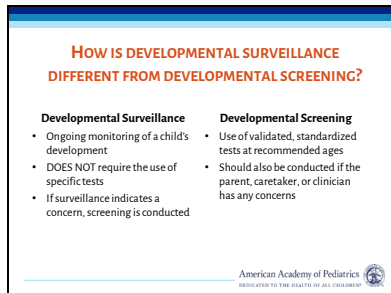 HOW IS DEVELOPMENTAL SURVEILLANCE
DIFFERENT FROM DEVELOPMENTAL SCREENING?
Developmental Surveillance
• Ongoing monitoring of a child's
development
• DOES NOT require the use of
specific tests
• If surveillance indicates a
concern, screening is conducted
Developmental Screening
• Use of validated, standardized
tests at recommended ages
• Should also be conducted if the
parent, caretaker, or clinician
has any concerns
American Academy of Pediatrics
DEDICATED TO THE HEALTH OF ALL CHILDREN®